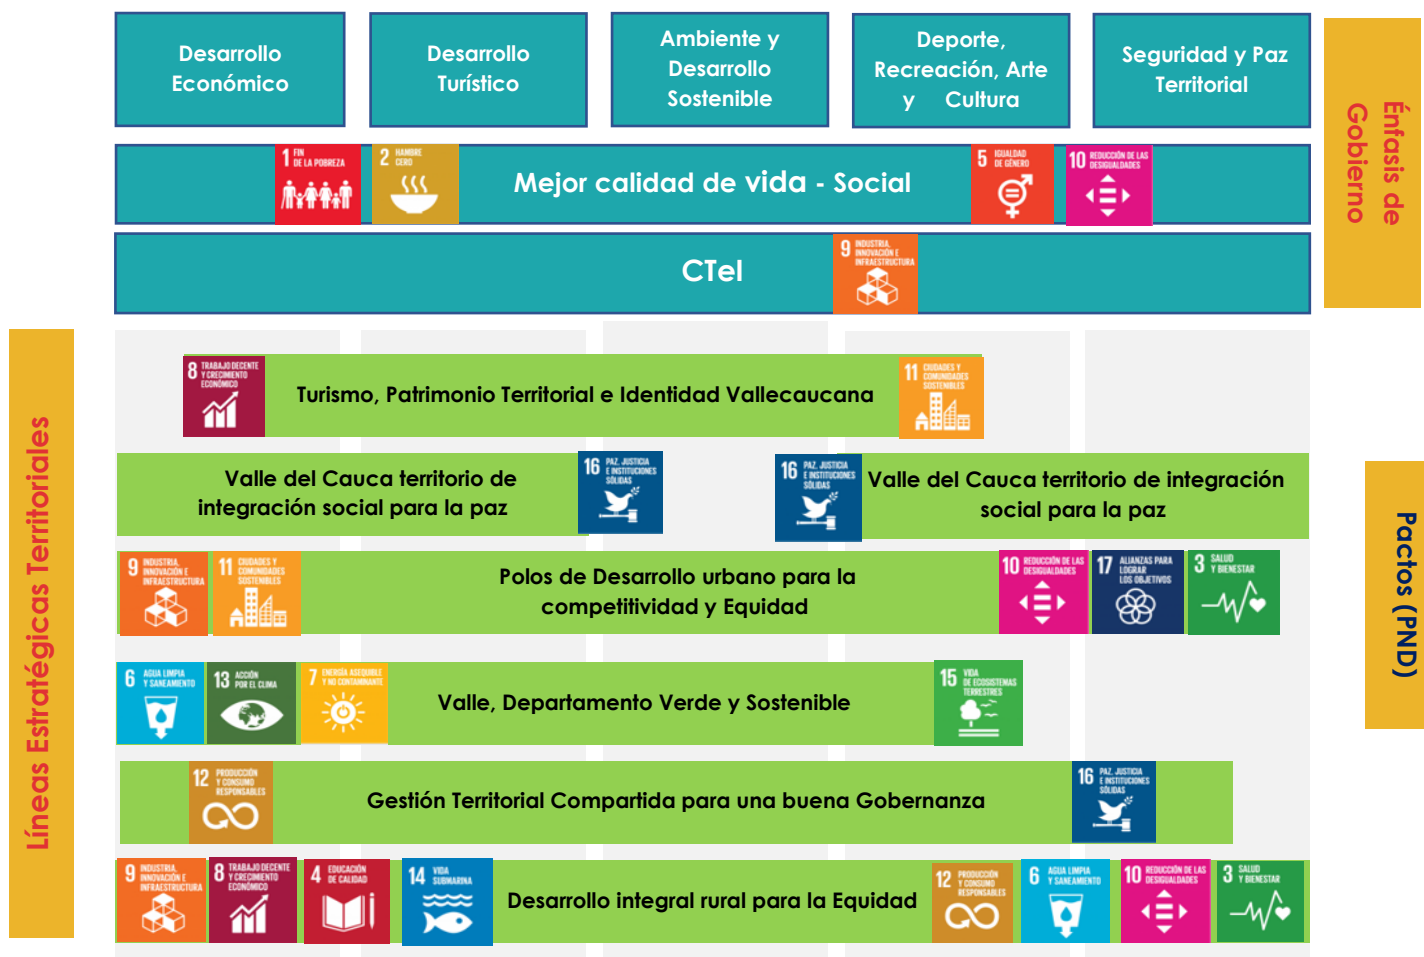 Desarrollo
Económico
Desarrollo
Turístico
Ambiente y
Desarrollo
Sostenible
Deporte,
Recreación, Arte
y Cultura
Seguridad y Paz
Territorial
Énfasis de
Gobierno
1 FIN
DE LA POBREZA
2 HAMBRE
CERO
Mejor calidad de vida - Social
5 IGUALDAD
DE GÉNERO
10 REDUCCIÓN DE LAS
DESIGUALDADES
CTeI
9 INDUSTRIA,
INNOVACIÓN E
INFRAESTRUCTURA
Líneas Estratégicas Territoriales
8 TRABAJO DECENTE
Y CRECIMIENTO
ECONÓMICO
Turismo, Patrimonio Territorial e Identidad Vallecaucana
11 CIUDADES Y
COMUNIDADES
SOSTENIBLES
Valle del Cauca territorio de
integración social para la paz
16 PAZ, JUSTICIA
E INSTITUCIONES
SÓLIDAS
16 PAZ, JUSTICIA
E INSTITUCIONES
SÓLIDAS
Valle del Cauca territorio de integración
social para la paz
Pactos (PND)
9 INDUSTRIA,
INNOVACIÓN E
INFRAESTRUCTURA
11 CIUDADES Y
COMUNIDADES
SOSTENIBLES
Polos de Desarrollo urbano para la
competitividad y Equidad
10 REDUCCIÓN DE LAS
DESIGUALDADES
17 ALIANZAS PARA
LOGRAR
LOS OBJETIVOS
3 SALUD
Y BIENESTAR
6 AGUA LIMPIA
Y SANEAMIENTO
13 ACCIÓN
POR EL CLIMA
7 ENERGÍA ASEQUIBLE
Y NO CONTAMINANTE
Valle, Departamento Verde y Sostenible
15 VIDA
DE ECOSISTEMAS
TERRESTRES
12 PRODUCCIÓN
Y CONSUMO
RESPONSABLES
Gestión Territorial Compartida para una buena Gobernanza
16 PAZ, JUSTICIA
E INSTITUCIONES
SÓLIDAS
9 INDUSTRIA,
INNOVACIÓN E
INFRAESTRUCTURA
8 TRABAJO DECENTE
Y CRECIMIENTO
ECONÓMICO
4 EDUCACIÓN
DE CALIDAD
14 VIDA
SUBMARINA
Desarrollo integral rural para la Equidad
12 PRODUCCIÓN
Y CONSUMO
RESPONSABLES
6 AGUA LIMPIA
Y SANEAMIENTO
10 REDUCCIÓN DE LAS
DESIGUALDADES
3 SALUD
Y BIENESTAR